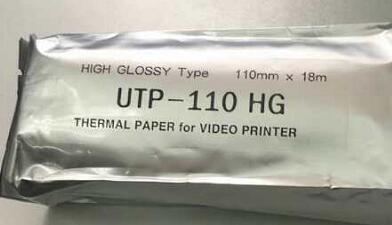 HIGH GLOSSY Type 110mm x 18m
UTP-110 HG
THERMAL PAPER for VIDEO PRINTER